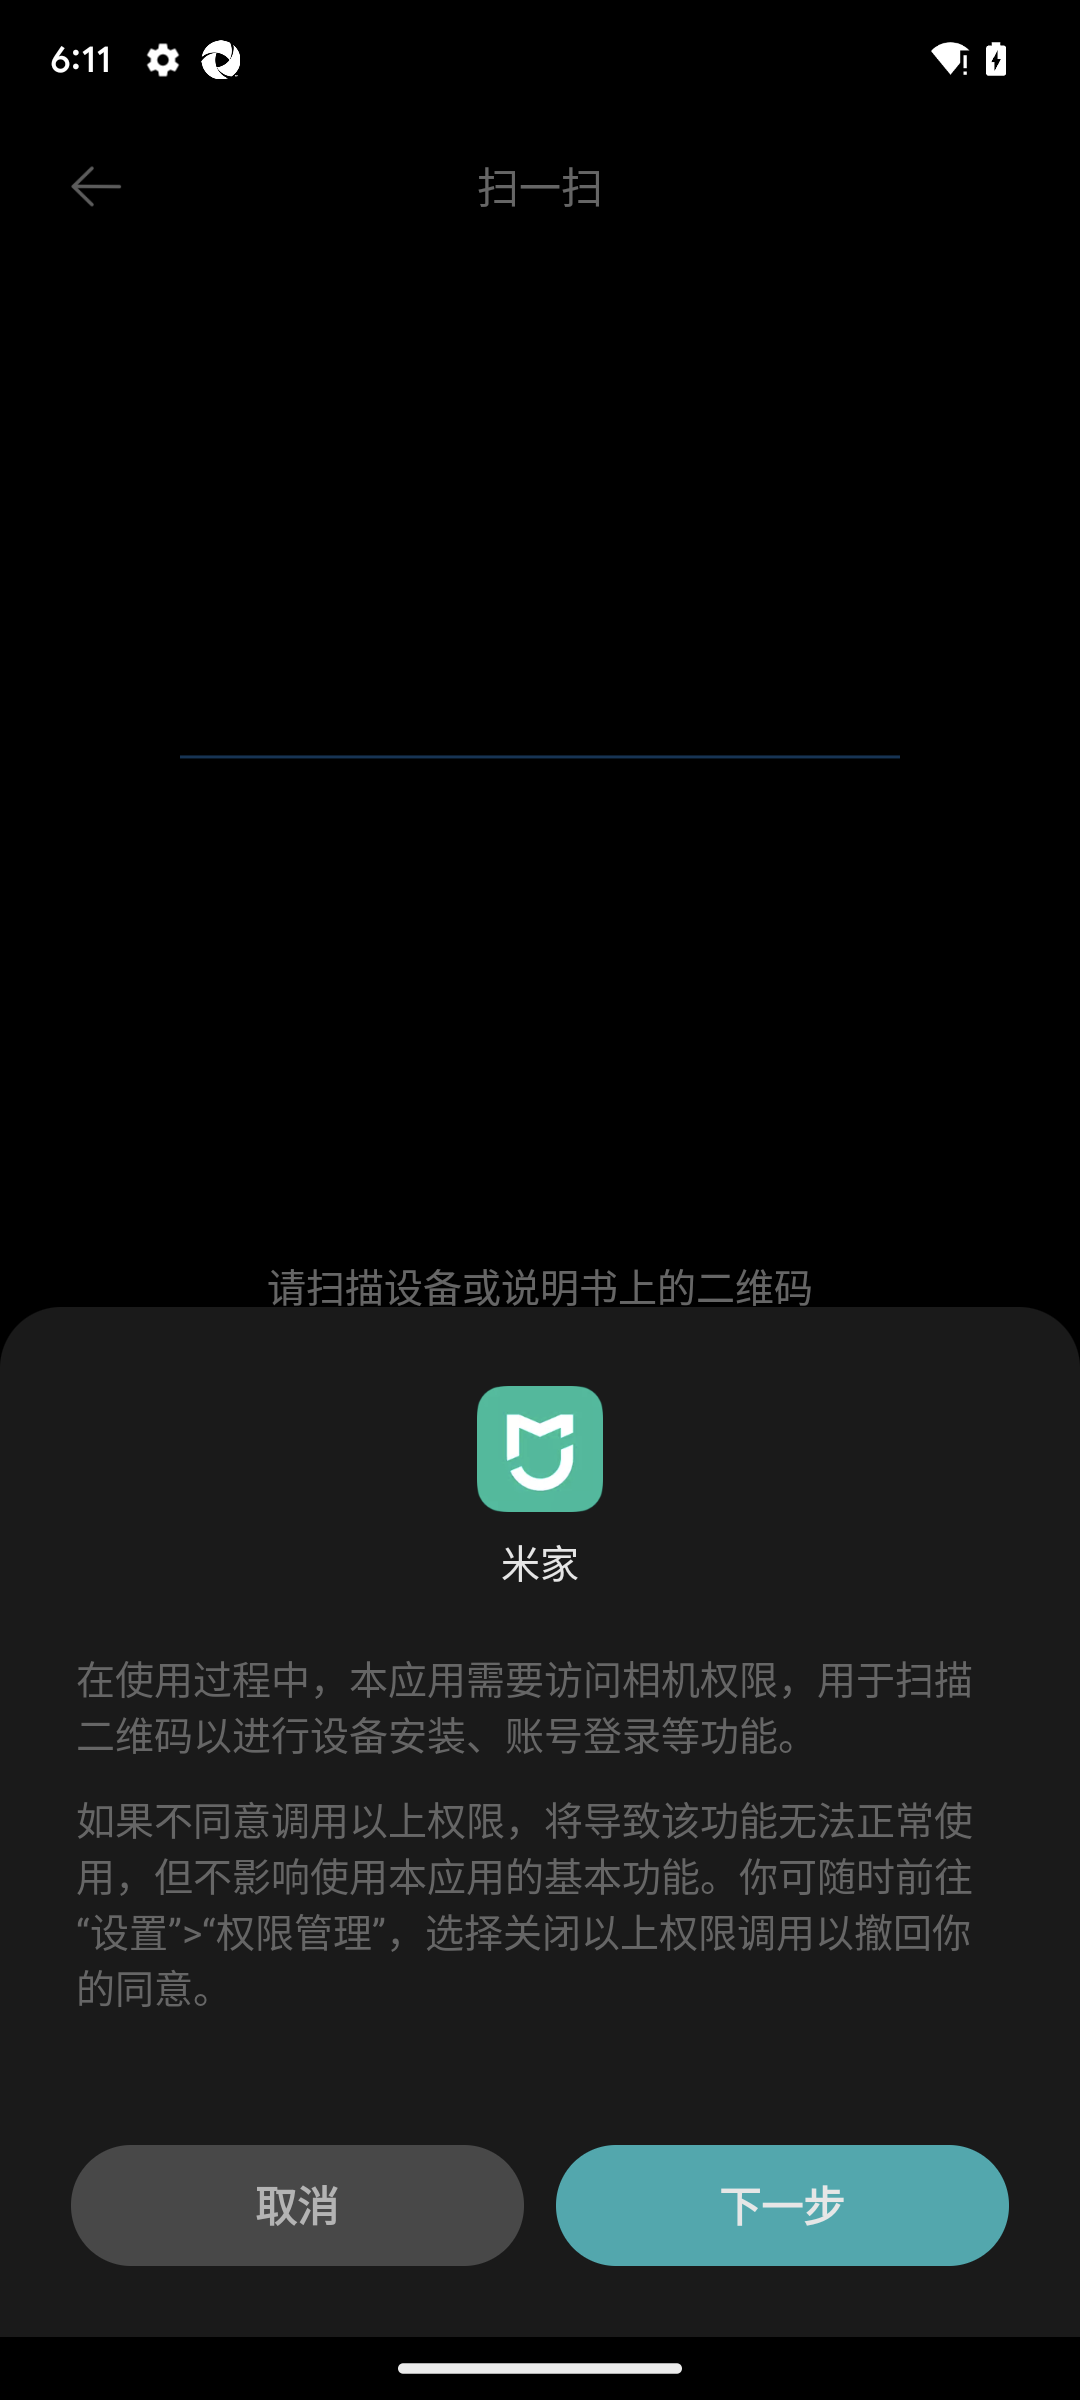 6:11
扫一扫
请扫描设备或说明书上的二维码
米家
在使用过程中，本应用需要访问相机权限，用于扫描
二维码以进行设备安装、账号登录等功能。
如果不同意调用以上权限，将导致该功能无法正常使
用，但不影响使用本应用的基本功能。你可随时前往
“设置”>“权限管理”，选择关闭以上权限调用以撤回你
的同意。
取消
下一步